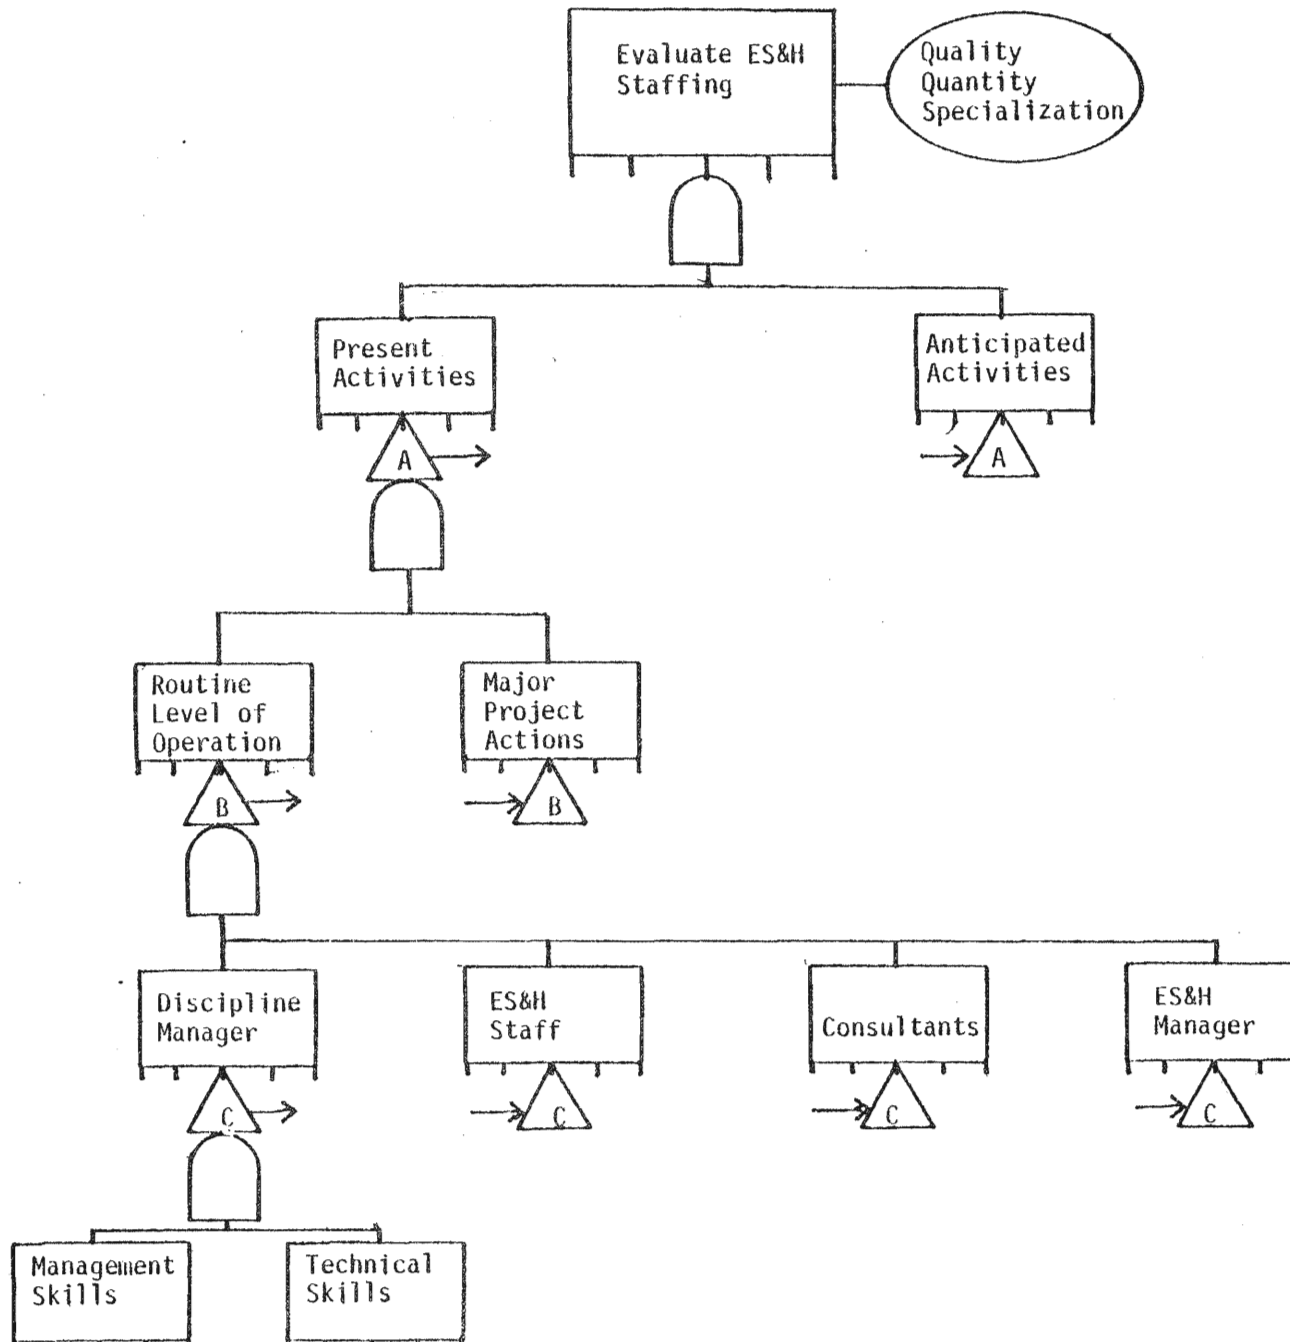 Evaluate ES&H
Staffing
Quality
Quantity
Specialization
Present
Activities
Anticipated
Activities
A
A
Routine
Level of
Operation
Major
Project
Actions
B
B
Discipline
Manager
ES&H
Staff
Consultants
ES&H
Manager
C
C
C
C
Management
Skills
Technical
Skills